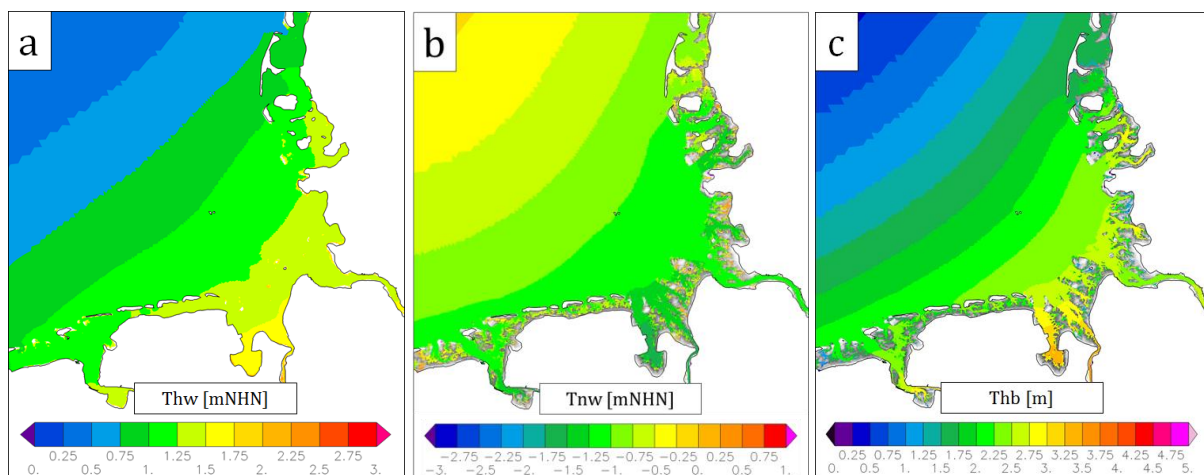 a
Thw [mNHN]
0.25 0.75 1.25 1.75 2.25 2.75
0. 0.5 1. 1.5 2. 2.5 3.
b
Tnw [mNHN]
−2.75 −2.25 −1.75 −1.25 −0.75 −0.25 0.25 0.75
−3. −2.5 −2. −1.5 −1. −0.5 0. 0.5 1.
c
Thb [m]
0.25 0.75 1.25 1.75 2.25 2.75 3.25 3.75 4.25 4.75
0. 0.5 1. 1.5 2. 2.5 3. 3.5 4. 4.5 5.